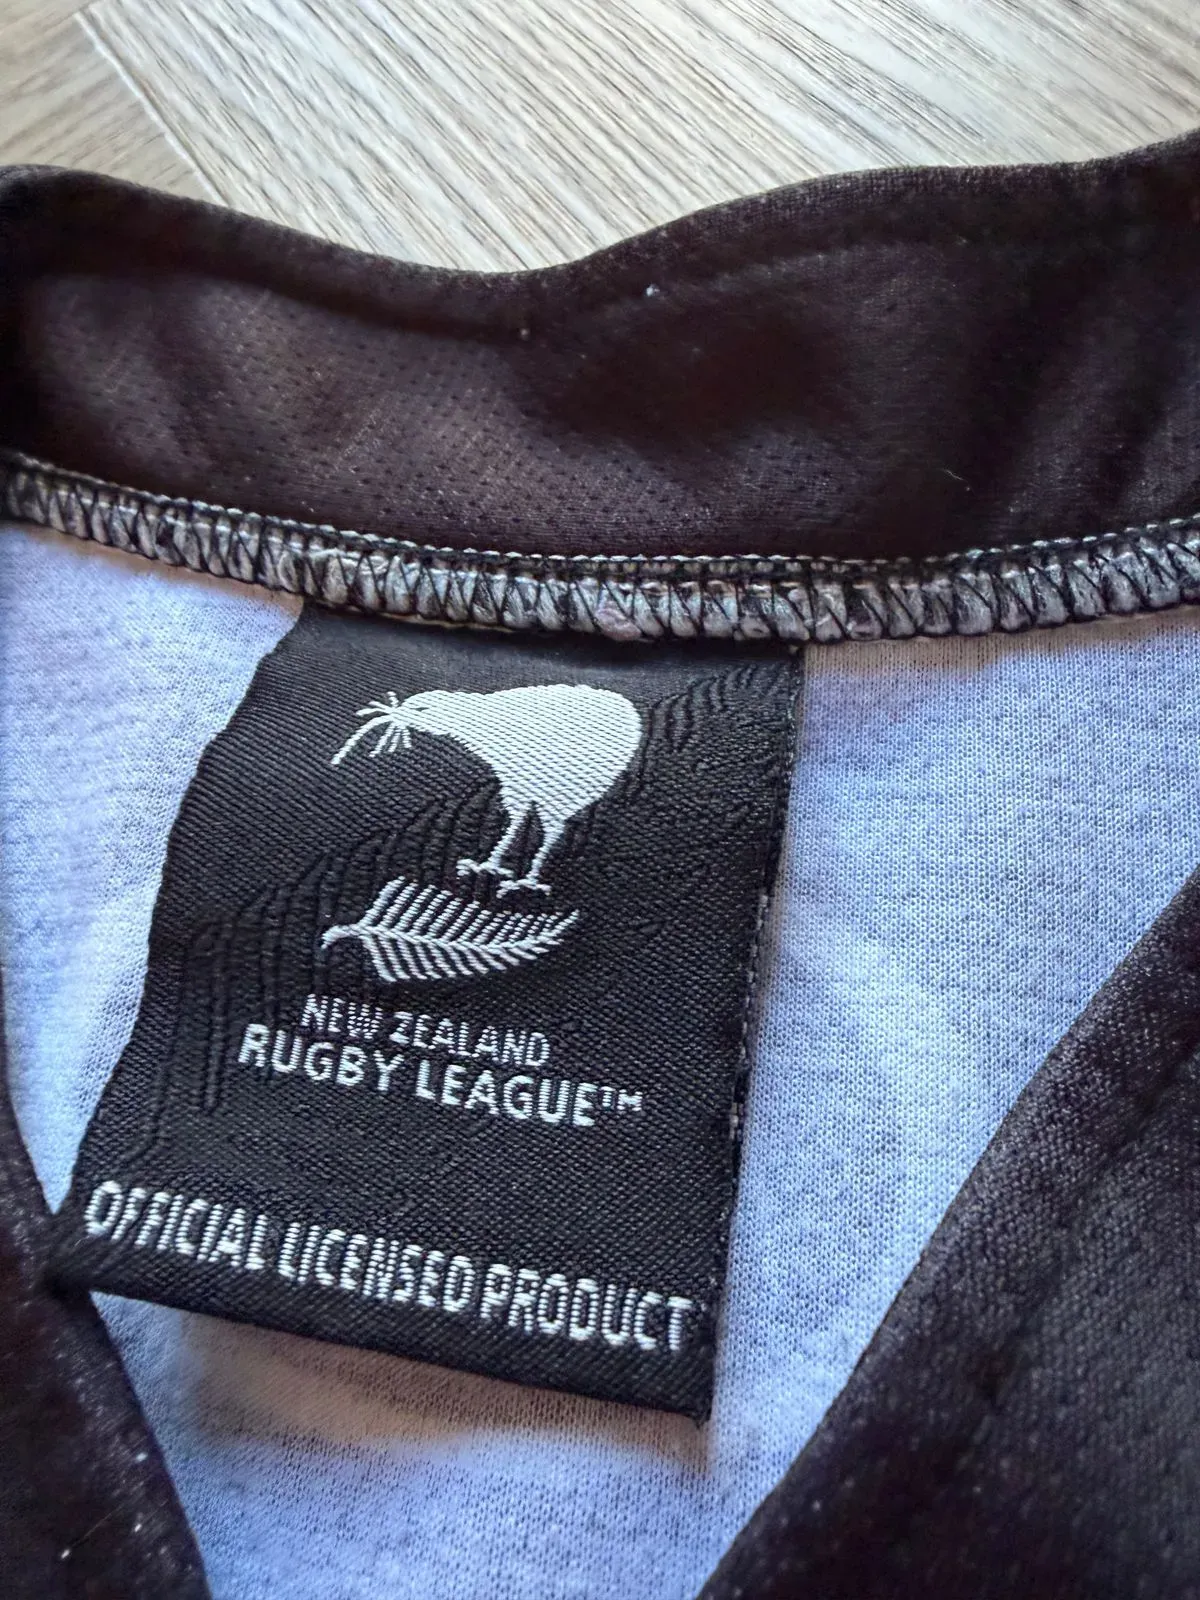 NEW ZEALAND
RUGBY LEAGUE™
OFFICIAL LICENSED PRODUCT